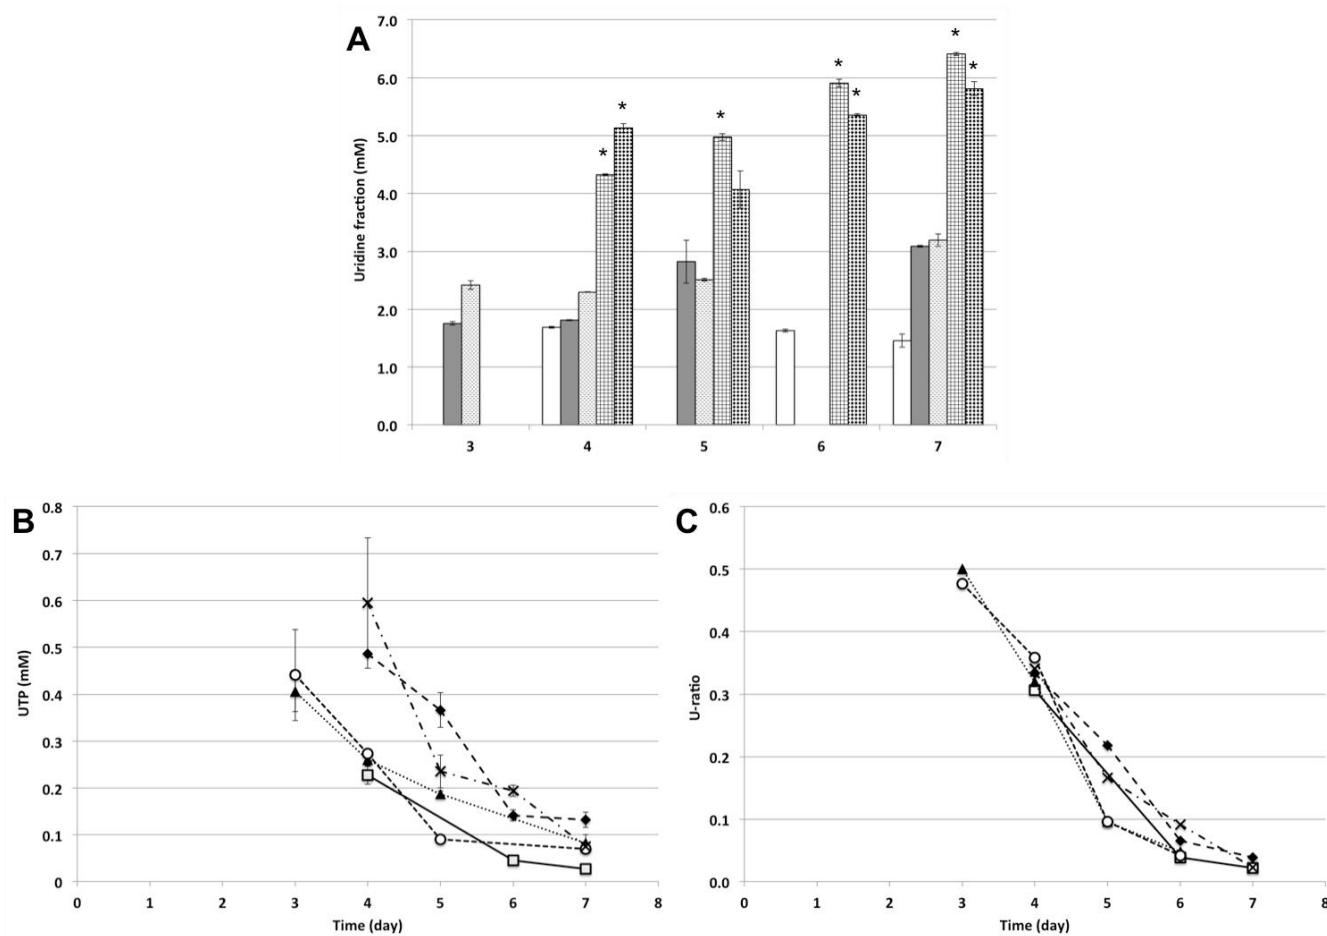 A
7.0
6.0
5.0
4.0
3.0
2.0
1.0
0.0
Uridine fraction (mM)
* * * * * * *
3 4 5 6 7
B
0.8
0.7
0.6
0.5
0.4
0.3
0.2
0.1
0
UTP (mM)
0 1 2 3 4 5 6 7 8
Time (day)
C
0.6
0.5
0.4
0.3
0.2
0.1
0.0
U-ratio
0 1 2 3 4 5 6 7 8
Time (day)